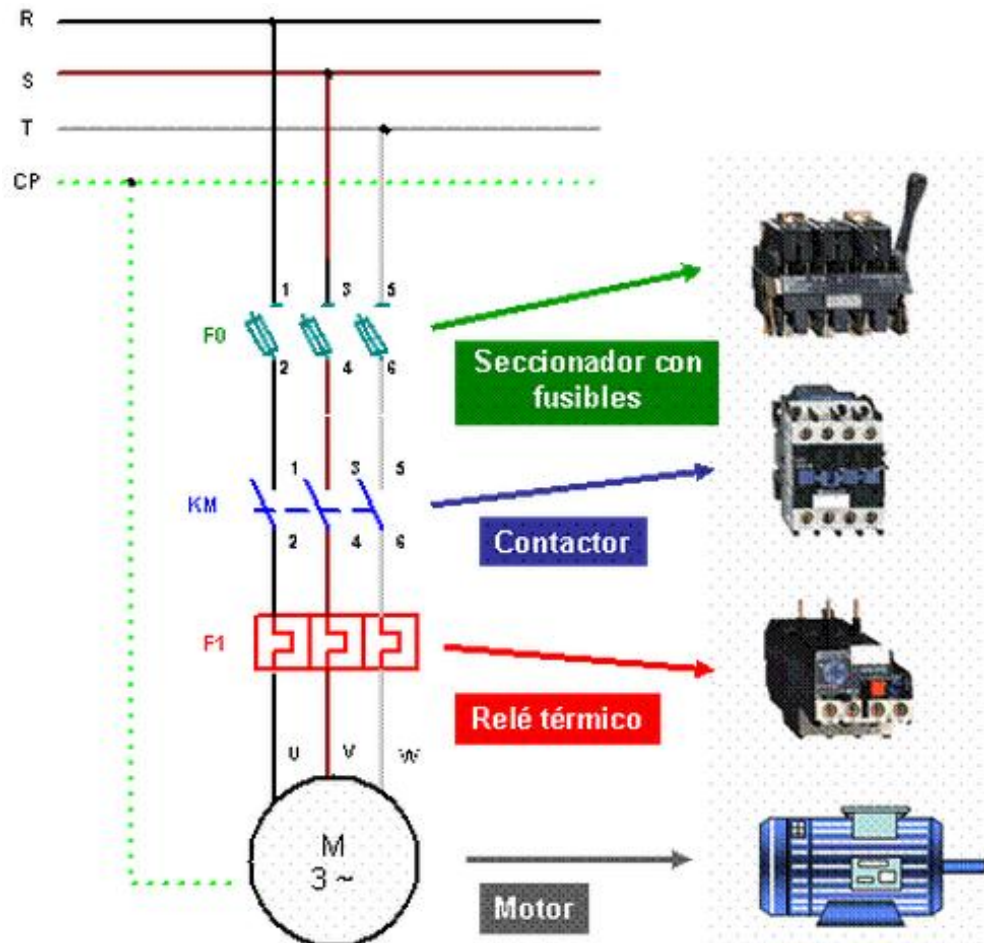 R
S
T
CP
1 3 5
F0
2 4 6
Seccionador con
fusibles
1 3 5
KM
2 4 6
Contactor
F1
Relé térmico
U V W
M
3 ~
Motor